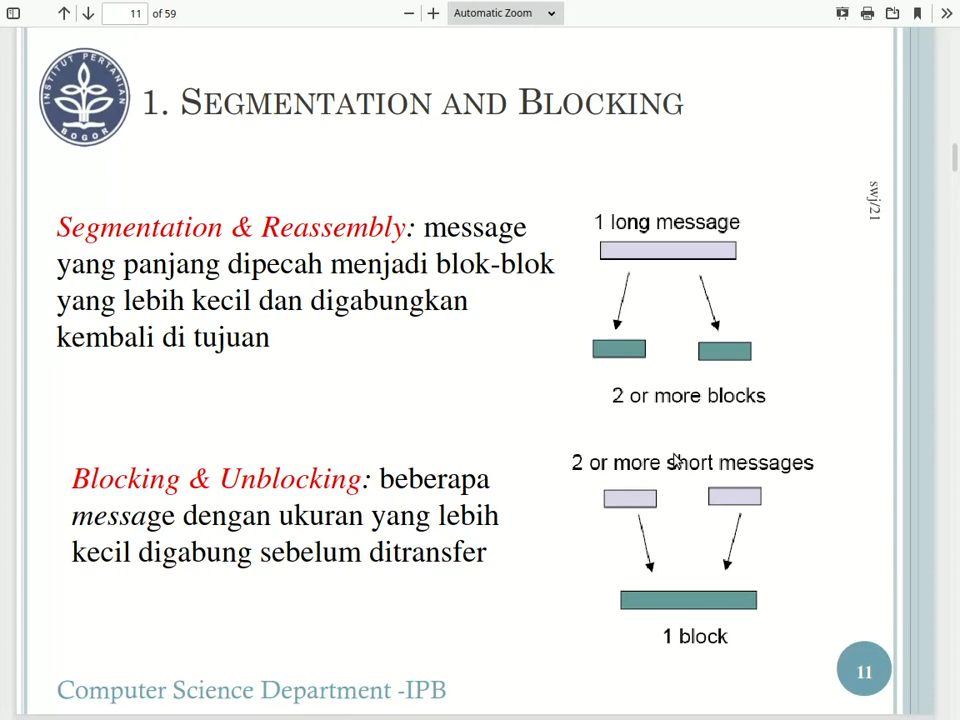 11 of 59
Automatic Zoom
INSTITUT PERTANIAN
BOGOR
1. SEGMENTATION AND BLOCKING
swj/21
Segmentation & Reassembly: message
yang panjang dipecah menjadi blok-blok
yang lebih kecil dan digabungkan
kembali di tujuan
1 long message
2 or more blocks
Blocking & Unblocking: beberapa
message dengan ukuran yang lebih
kecil digabung sebelum ditransfer
2 or more short messages
1 block
11
Computer Science Department -IPB